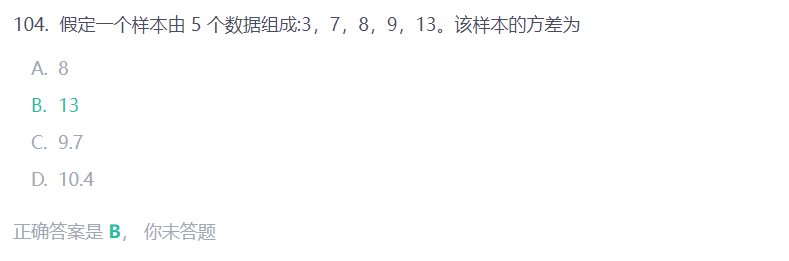 104. 假定一个样本由 5 个数据组成:3，7，8，9，13。该样本的方差为
A. 8
B. 13
C. 9.7
D. 10.4
正确答案是 B， 你未答题